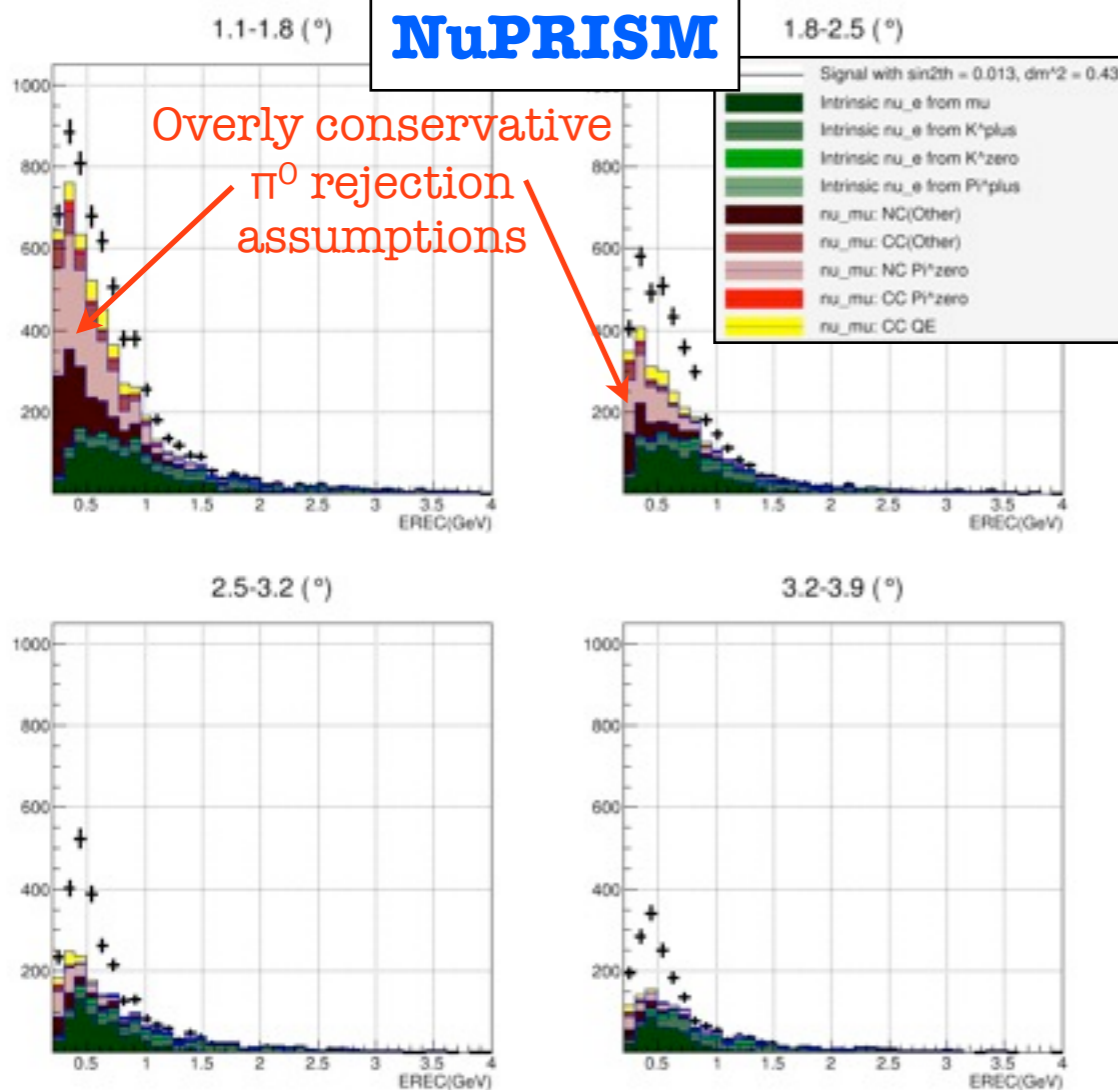 NuPRISM
1.1-1.8 (°)
1.8-2.5 (°)
Signal with sin2th = 0.013, dm^2 = 0.43
Intrinsic nu_e from mu
Intrinsic nu_e from K^plus
Intrinsic nu_e from K^zero
Intrinsic nu_e from Pi^plus
nu_mu: NC(Other)
nu_mu: CC(Other)
nu_mu: NC Pi^zero
nu_mu: CC Pi^zero
nu_mu: CC QE
Overly conservative
π⁰ rejection
assumptions
1000
800
600
400
200
0.5 1 1.5 2 2.5 3 3.5 4
EREC(GeV)
800
600
400
200
0.5 1 1.5 2 2.5 3 3.5 4
EREC(GeV)
2.5-3.2 (°)
1000
800
600
400
200
0.5 1 1.5 2 2.5 3 3.5 4
EREC(GeV)
3.2-3.9 (°)
1000
800
600
400
200
0.5 1 1.5 2 2.5 3 3.5 4
EREC(GeV)